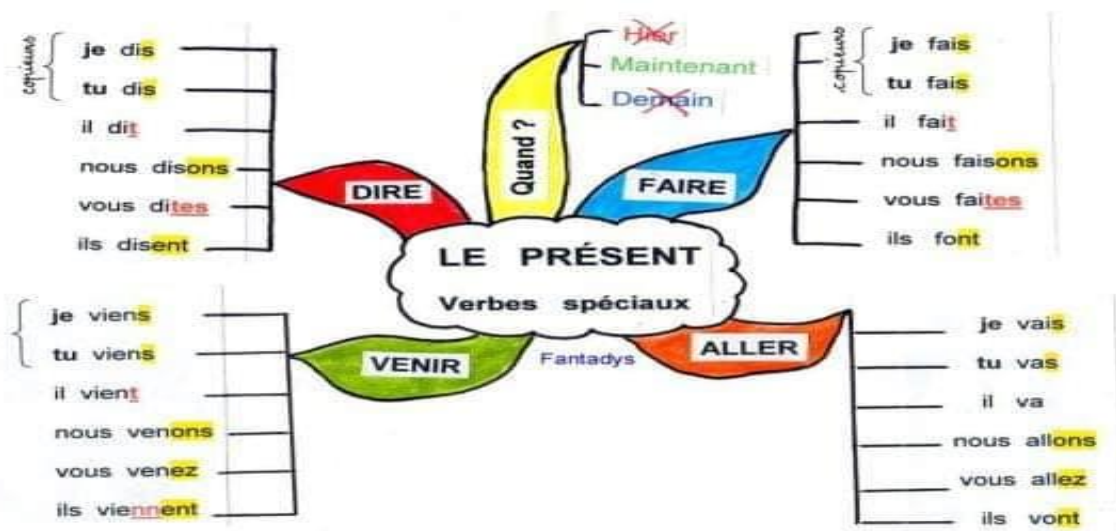 copieurs
je dis
tu dis
il dit
nous disons
vous dites
ils disent
DIRE
Quand ?
Hier
Maintenant
Demain
FAIRE
copieurs
je fais
tu fais
il fait
nous faisons
vous faites
ils font
LE PRÉSENT
Verbes spéciaux
Fantadys
VENIR
je viens
tu viens
il vient
nous venons
vous venez
ils viennent
ALLER
je vais
tu vas
il va
nous allons
vous allez
ils vont